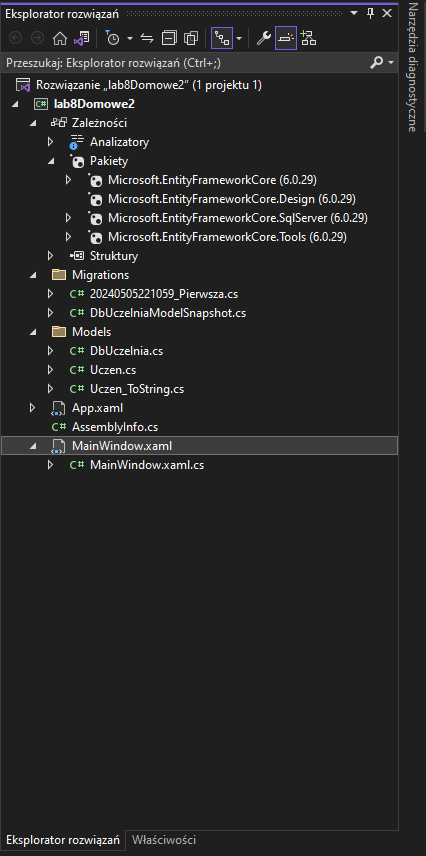 Eksplorator rozwiązań
Przeszukaj: Eksplorator rozwiązań (Ctrl+;)
Rozwiązanie „lab8Domowe2” (1 projektu 1)
lab8Domowe2
Zależności
Analizatory
Pakiety
Microsoft.EntityFrameworkCore (6.0.29)
Microsoft.EntityFrameworkCore.Design (6.0.29)
Microsoft.EntityFrameworkCore.SqlServer (6.0.29)
Microsoft.EntityFrameworkCore.Tools (6.0.29)
Struktury
Migrations
20240505221059_Pierwsza.cs
DbUczelniaModelSnapshot.cs
Models
DbUczelnia.cs
Uczen.cs
Uczen_ToString.cs
App.xaml
AssemblyInfo.cs
MainWindow.xaml
MainWindow.xaml.cs
Eksplorator rozwiązań Właściwości
Narzędzia diagnostyczne